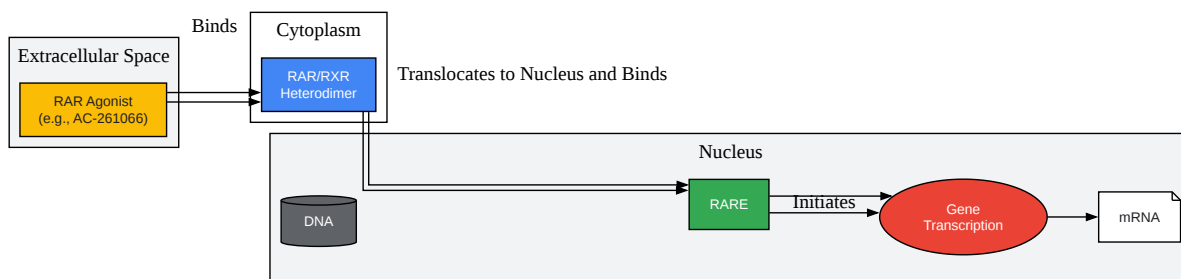 Binds
Cytoplasm
Extracellular Space
RAR/RXR
Heterodimer
Translocates to Nucleus and Binds
RAR Agonist
(e.g., AC-261066)
Nucleus
DNA
RARE
Initiates
Gene
Transcription
mRNA